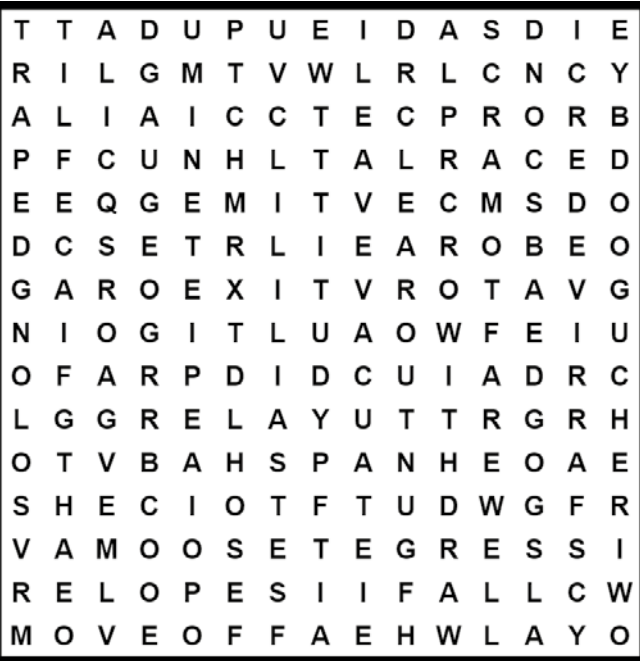 T T A D U P U E I D A S D I E
R I L G M T V W L R L C N C Y
A L I A I C C T E C P R O R B
P F C U N H L T A L R A C E D
E E Q G E M I T V E C M S D O
D C S E T R L I E A R O B E O
G A R O E X I T V R O T A V G
N I O G I T L U A O W F E I U
O F A R P D I D C U I A D R C
L G G R E L A Y U T T R G R H
O T V B A H S P A N H E O A E
S H E C I O T F T U D W G F R
V A M O O S E T E G R E S S I
R E L O P E S I I F A L L C W
M O V E O F F A E H W L A Y O